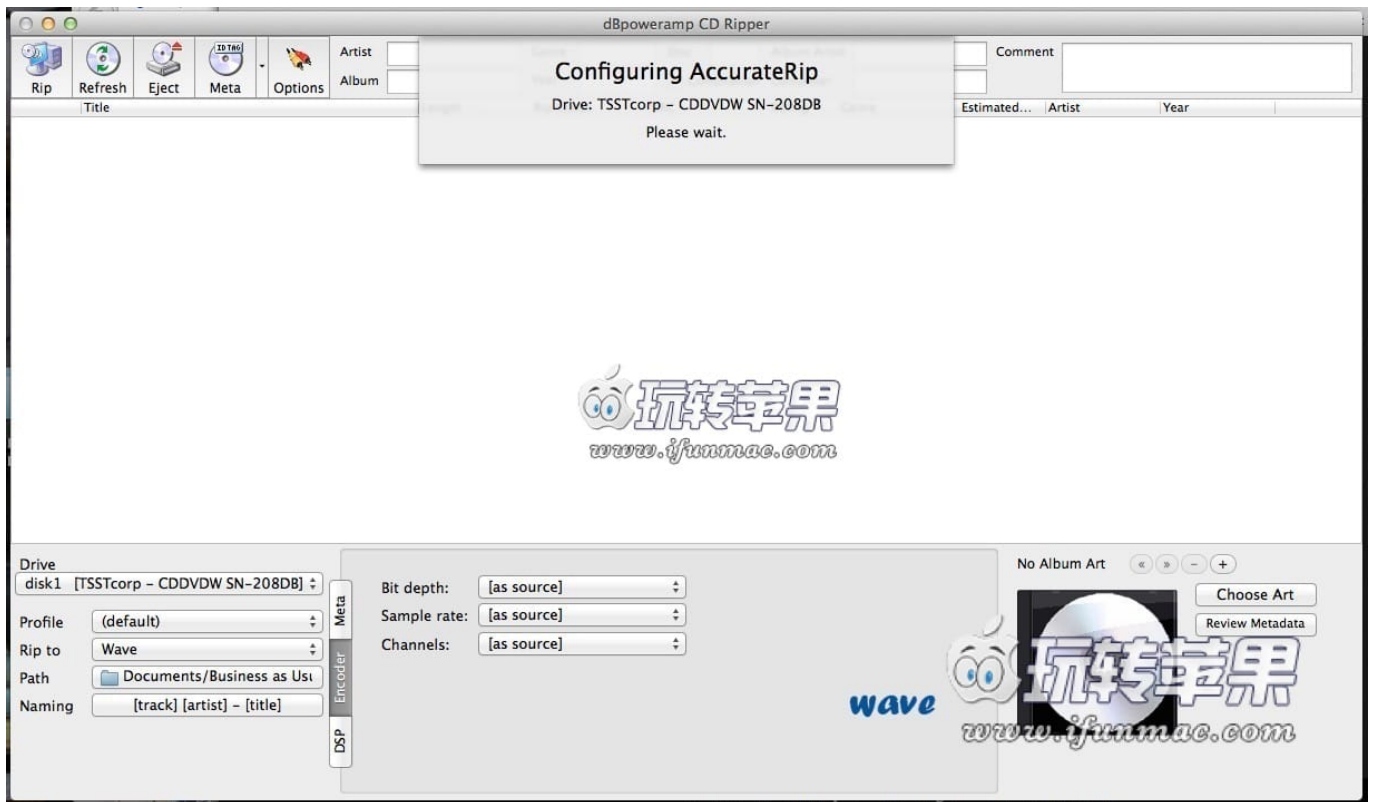 dBpoweramp CD Ripper
Rip
Refresh
Eject
ID TAG
Meta
Options
Artist
Album
Comment
Configuring AccurateRip
Drive: TSSTcorp - CDDVDW SN-208DB
Please wait.
Title
Estimated...
Artist
Year
玩转苹果
www.ifunmac.com
Drive
disk1 [TSSTcorp - CDDVDW SN-208DB]
Profile
(default)
Rip to
Wave
Path
Documents/Business as Usu
Naming
[track] [artist] - [title]
Meta
Encoder
DSP
Bit depth:
[as source]
Sample rate:
[as source]
Channels:
[as source]
wave
No Album Art
« » - +
Choose Art
Review Metadata
玩转苹果
www.ifunmac.com